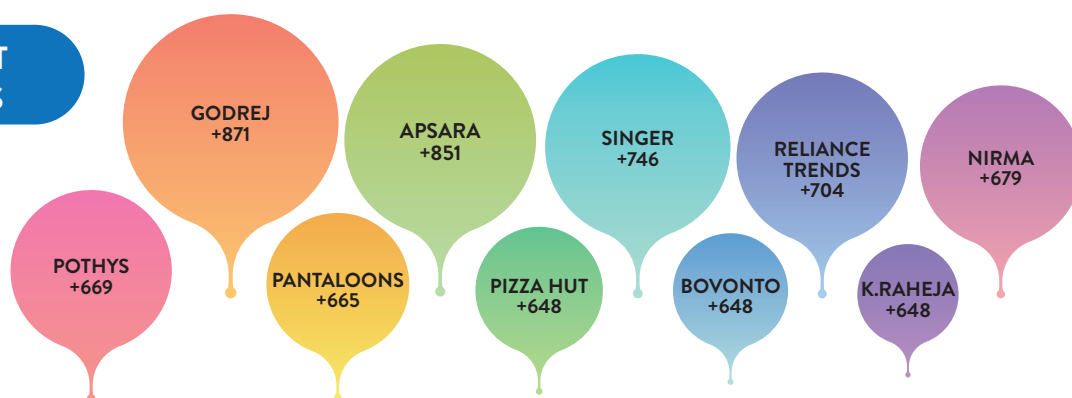 T
S
GODREJ
+871
APSARA
+851
SINGER
+746
RELIANCE
TRENDS
+704
NIRMA
+679
POTHYS
+669
PANTALOONS
+665
PIZZA HUT
+648
BOVONTO
+648
K.RAHEJA
+648